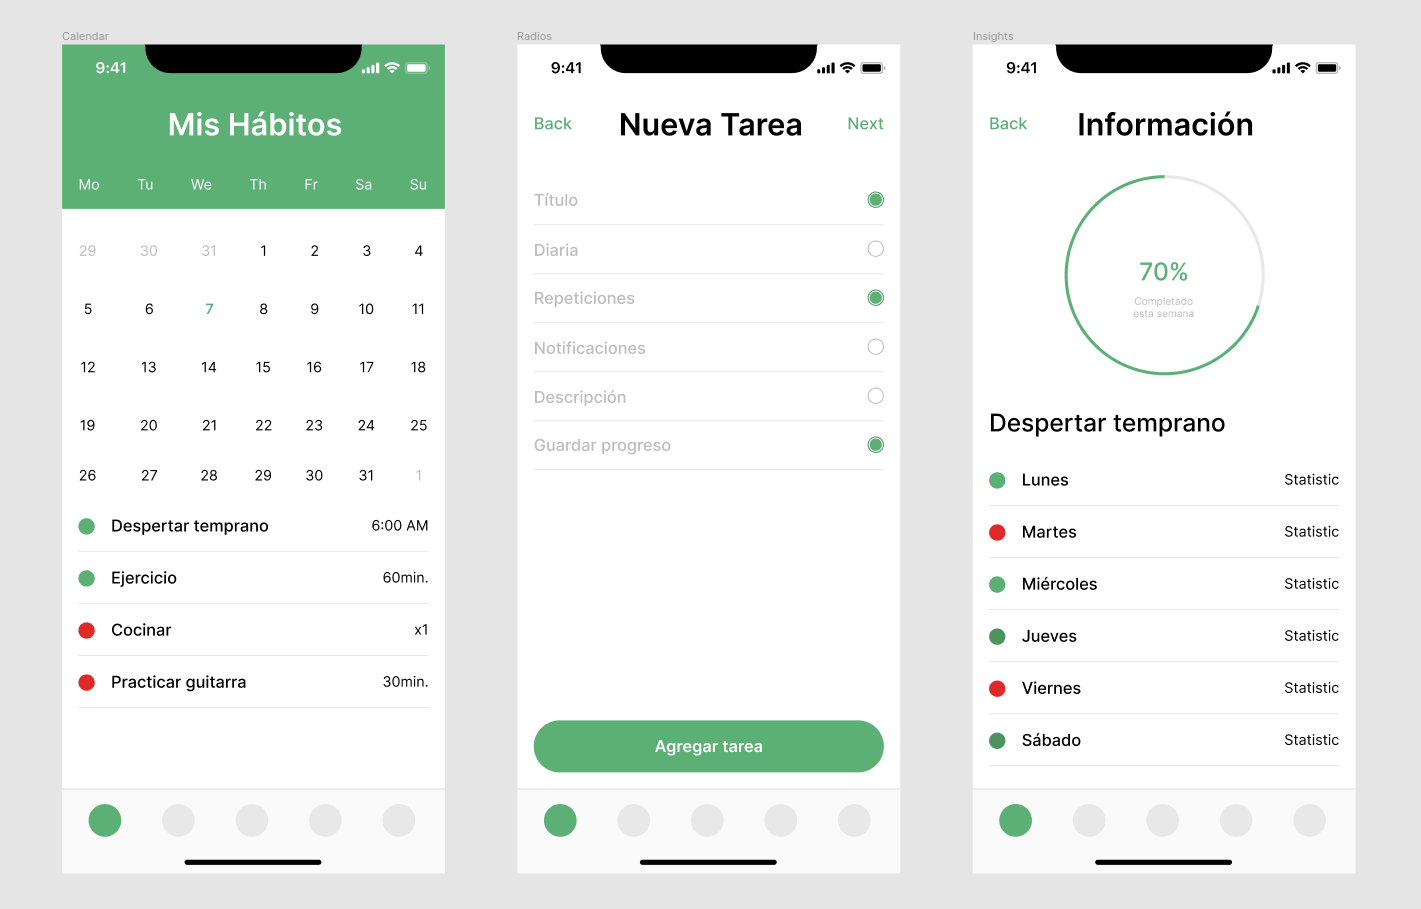 Calendar
9:41
Mis Hábitos
Mo Tu We Th Fr Sa Su
29 30 31 1 2 3 4
5 6 7 8 9 10 11
12 13 14 15 16 17 18
19 20 21 22 23 24 25
26 27 28 29 30 31 1
Despertar temprano 6:00 AM
Ejercicio 60min.
Cocinar x1
Practicar guitarra 30min.
Radios
9:41
Back Nueva Tarea Next
Título
Diaria
Repeticiones
Notificaciones
Descripción
Guardar progreso
Agregar tarea
Insights
9:41
Back Información
70%
Completado
esta semana
Despertar temprano
Lunes Statistic
Martes Statistic
Miércoles Statistic
Jueves Statistic
Viernes Statistic
Sábado Statistic